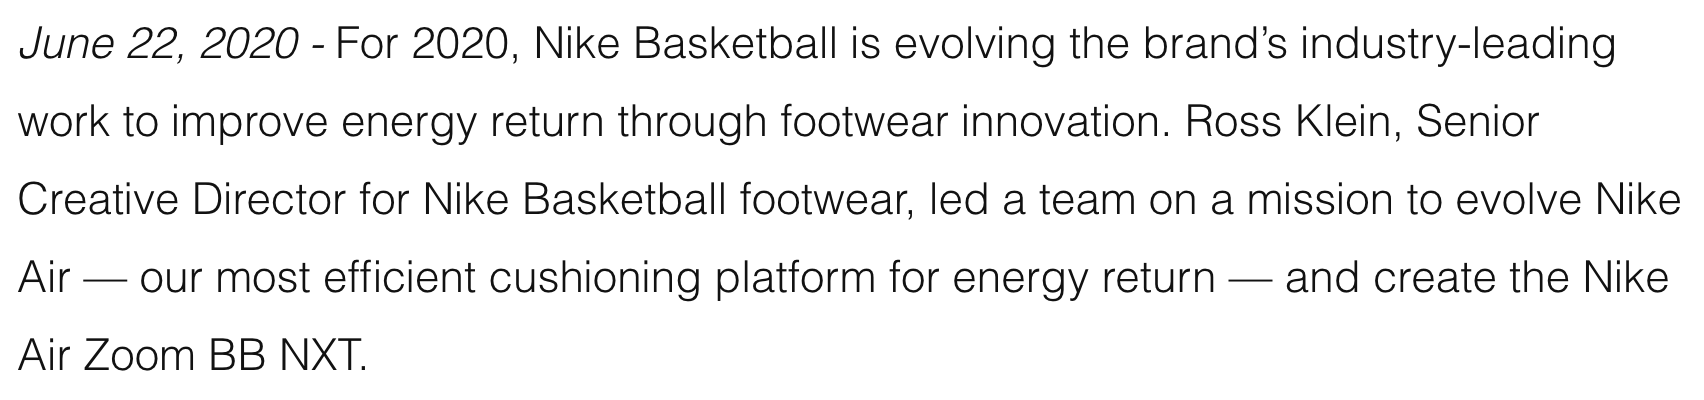 June 22, 2020 - For 2020, Nike Basketball is evolving the brand’s industry-leading
work to improve energy return through footwear innovation. Ross Klein, Senior
Creative Director for Nike Basketball footwear, led a team on a mission to evolve Nike
Air — our most efficient cushioning platform for energy return — and create the Nike
Air Zoom BB NXT.